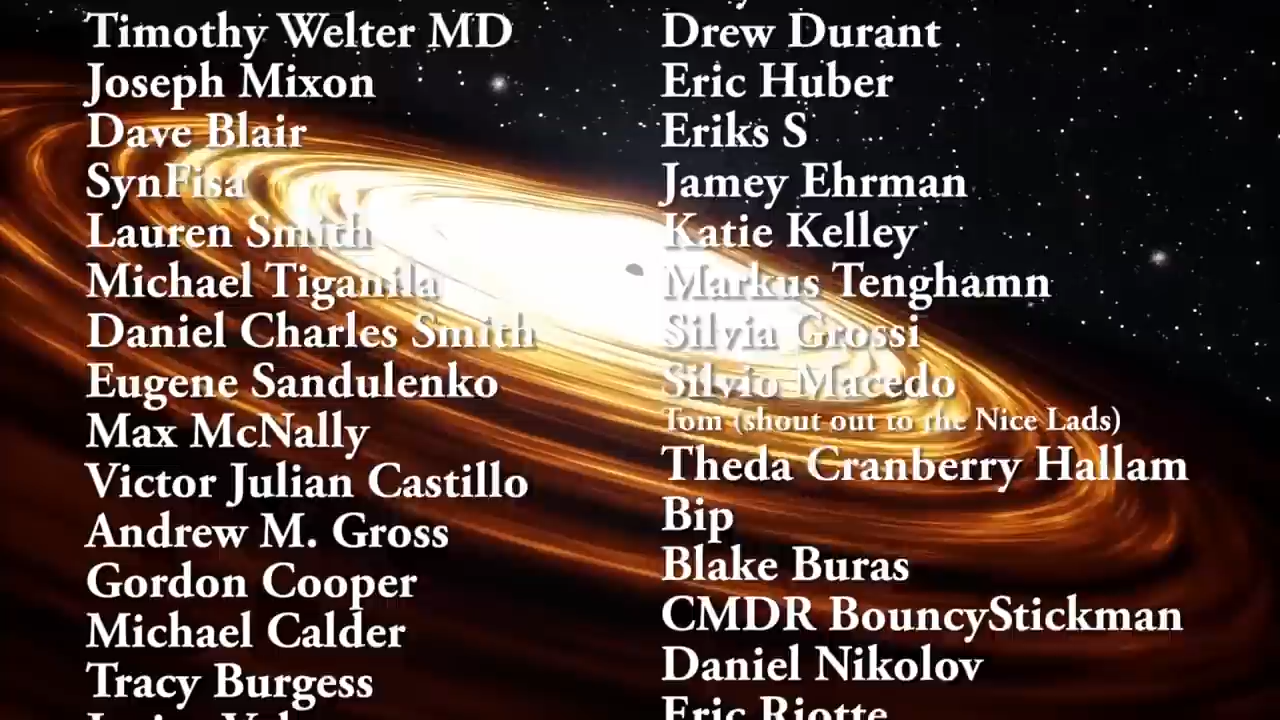 Timothy Welter MD
Joseph Mixon
Dave Blair
SynFisa
Lauren Smith
Michael Tiganila
Daniel Charles Smith
Eugene Sandulenko
Max McNally
Victor Julian Castillo
Andrew M. Gross
Gordon Cooper
Michael Calder
Tracy Burgess
Drew Durant
Eric Huber
Eriks S
Jamey Ehrman
Katie Kelley
Markus Tenghamn
Silvia Grossi
Silvio Macedo
Tom (shout out to the Nice Lads)
Theda Cranberry Hallam
Bip
Blake Buras
CMDR BouncyStickman
Daniel Nikolov
Eric Riotte